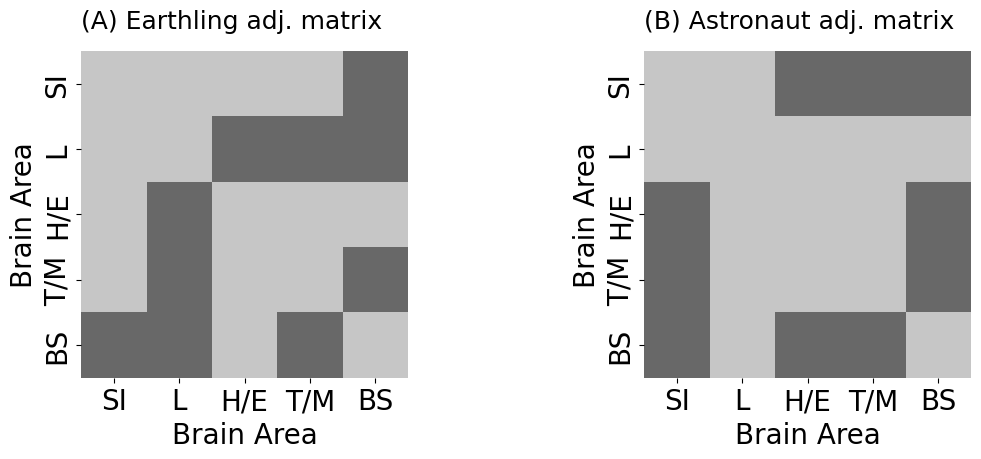 (A) Earthling adj. matrix
Brain Area
SI
L
H/E
T/M
BS
SI L H/E T/M BS
Brain Area
(B) Astronaut adj. matrix
Brain Area
SI
L
H/E
T/M
BS
SI L H/E T/M BS
Brain Area